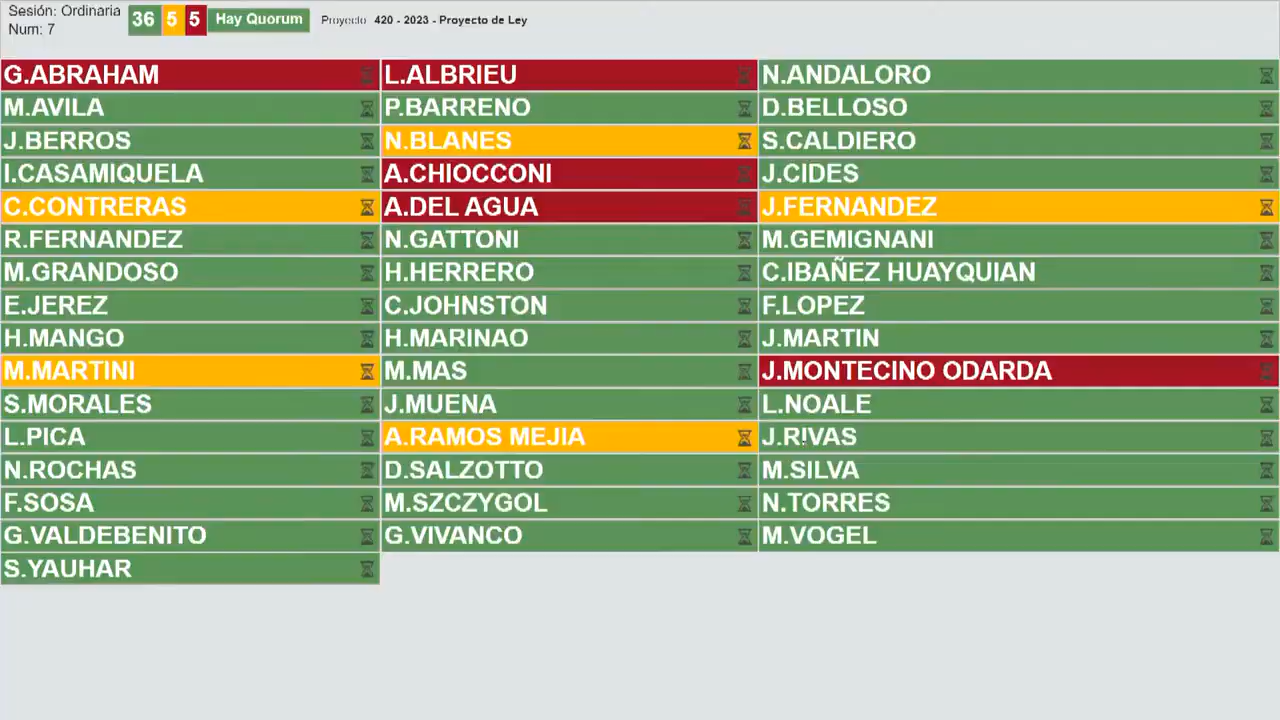 Sesión: Ordinaria
Num: 7
36 5 5 Hay Quorum
Proyecto 420 - 2023 - Proyecto de Ley
G.ABRAHAM L.ALBRIEU N.ANDALORO
M.AVILA P.BARRENO D.BELLOSO
J.BERROS N.BLANES S.CALDIERO
I.CASAMIQUELA A.CHIOCCONI J.CIDES
C.CONTRERAS A.DEL AGUA J.FERNANDEZ
R.FERNANDEZ N.GATTONI M.GEMIGNANI
M.GRANDOSO H.HERRERO C.IBAÑEZ HUAYQUIAN
E.JEREZ C.JOHNSTON F.LOPEZ
H.MANGO H.MARINAO J.MARTIN
M.MARTINI M.MAS J.MONTECINO ODARDA
S.MORALES J.MUENA L.NOALE
L.PICA A.RAMOS MEJIA J.RIVAS
N.ROCHAS D.SALZOTTO M.SILVA
F.SOSA M.SZCZYGOL N.TORRES
G.VALDEBENITO G.VIVANCO M.VOGEL
S.YAUHAR